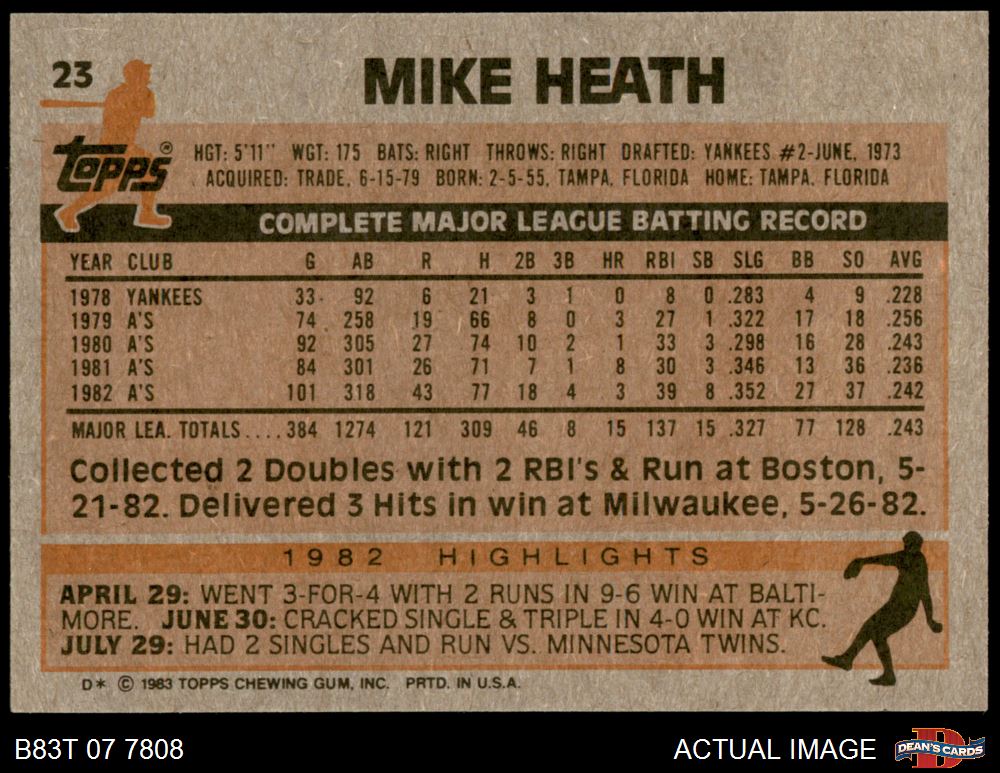 23
MIKE HEATH
Topps®
HGT: 5'11" WGT: 175 BATS: RIGHT THROWS: RIGHT DRAFTED: YANKEES #2-JUNE, 1973
ACQUIRED: TRADE, 6-15-79 BORN: 2-5-55, TAMPA, FLORIDA HOME: TAMPA, FLORIDA
COMPLETE MAJOR LEAGUE BATTING RECORD
YEAR CLUB G AB R H 2B 3B HR RBI SB SLG BB SO AVG
1978 YANKEES 33 92 6 21 3 1 0 8 0 .283 4 9 .228
1979 A'S 74 258 19 66 8 0 3 27 1 .322 17 18 .256
1980 A'S 92 305 27 74 10 2 1 33 3 .298 16 28 .243
1981 A'S 84 301 26 71 7 1 8 30 3 .346 13 36 .236
1982 A'S 101 318 43 77 18 4 3 39 8 .352 27 37 .242
MAJOR LEA. TOTALS....384 1274 121 309 46 8 15 137 15 .327 77 128 .243
Collected 2 Doubles with 2 RBI's & Run at Boston, 5-
21-82. Delivered 3 Hits in win at Milwaukee, 5-26-82.
1982 HIGHLIGHTS
APRIL 29: WENT 3-FOR-4 WITH 2 RUNS IN 9-6 WIN AT BALTI-
MORE. JUNE 30: CRACKED SINGLE & TRIPLE IN 4-0 WIN AT KC.
JULY 29: HAD 2 SINGLES AND RUN VS. MINNESOTA TWINS.
D* © 1983 TOPPS CHEWING GUM, INC. PRTD. IN U.S.A.
B83T 07 7808
ACTUAL IMAGE
D
DEAN'S CARDS